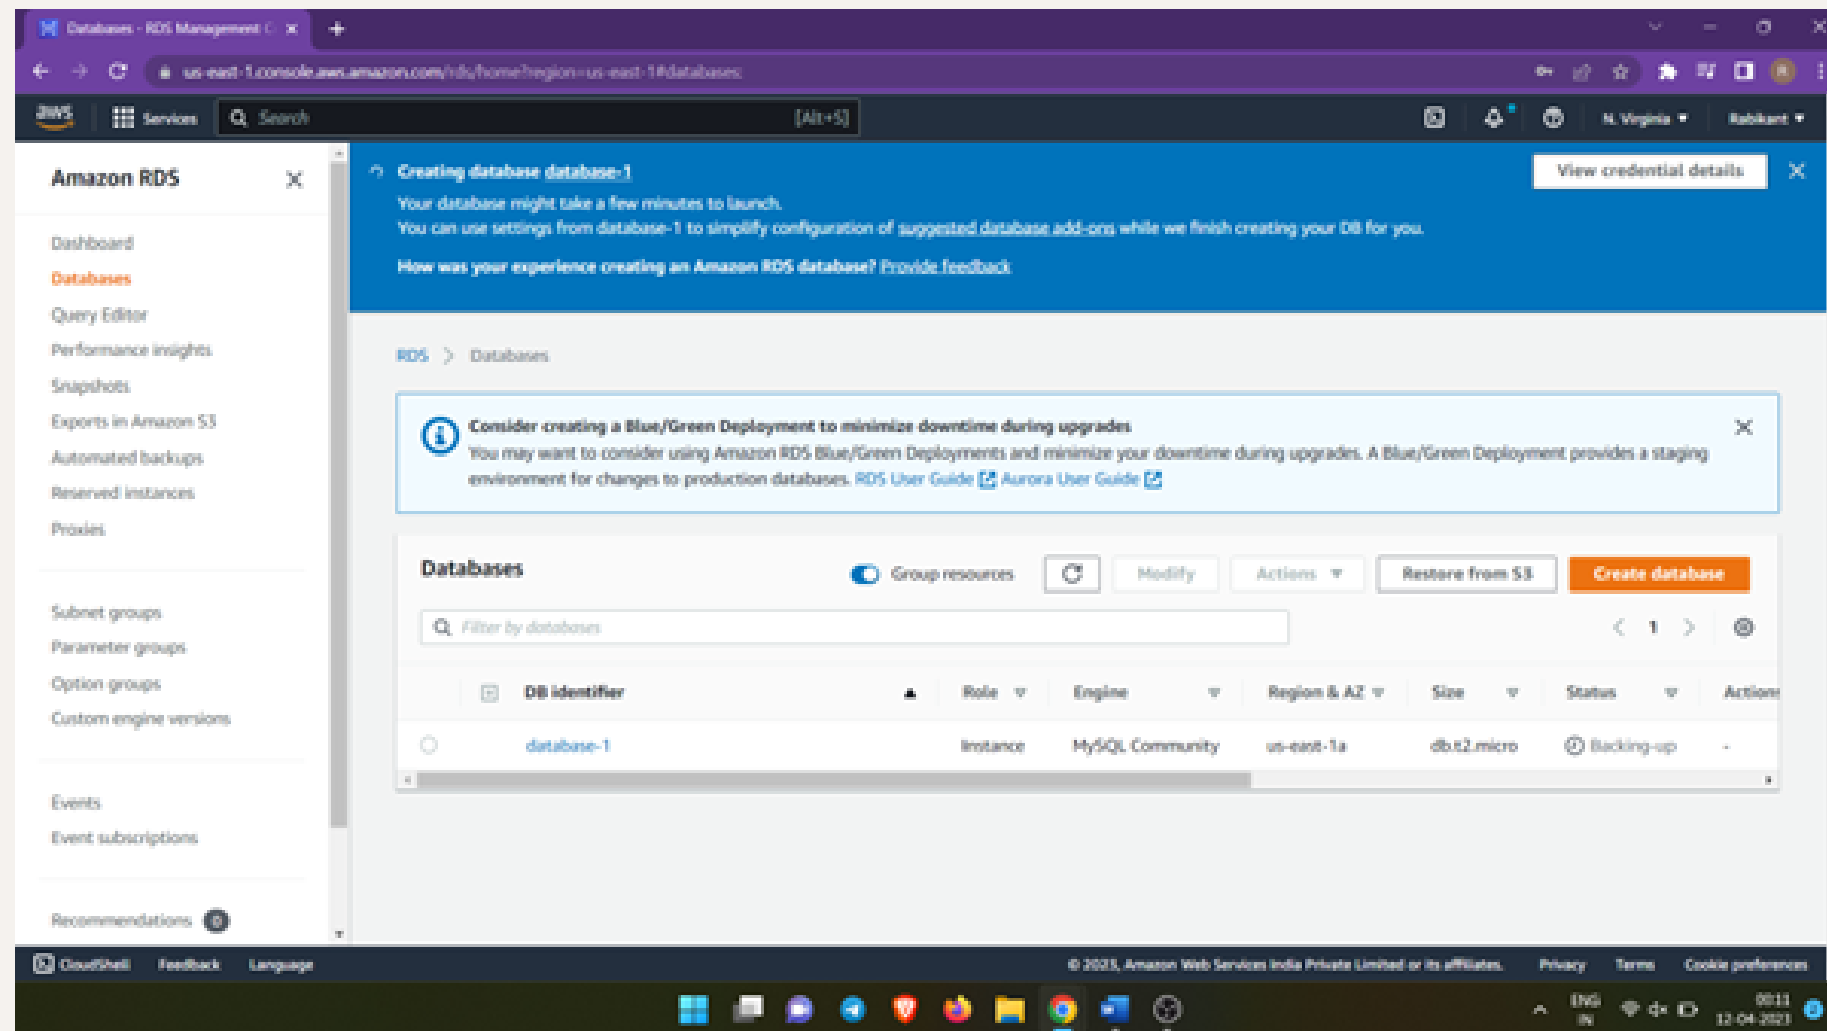 Databases - RDS Management C
us-east-1.console.aws.amazon.com/rds/home?region=us-east-1#databases:
aws Services Search [Alt+S] N. Virginia Rabikant
Amazon RDS
Dashboard
Databases
Query Editor
Performance insights
Snapshots
Exports in Amazon S3
Automated backups
Reserved instances
Proxies
Subnet groups
Parameter groups
Option groups
Custom engine versions
Events
Event subscriptions
Recommendations 0
Creating database database-1
View credential details
Your database might take a few minutes to launch.
You can use settings from database-1 to simplify configuration of suggested database add-ons while we finish creating your DB for you.
How was your experience creating an Amazon RDS database? Provide feedback
RDS > Databases
Consider creating a Blue/Green Deployment to minimize downtime during upgrades
You may want to consider using Amazon RDS Blue/Green Deployments and minimize your downtime during upgrades. A Blue/Green Deployment provides a staging
environment for changes to production databases. RDS User Guide Aurora User Guide
Databases Group resources Modify Actions Restore from S3 Create database
Filter by databases 1
DB identifier Role Engine Region & AZ Size Status Actions
database-1 Instance MySQL Community us-east-1a db.t2.micro Backing-up -
CloudShell Feedback Language © 2023, Amazon Web Services India Private Limited or its affiliates. Privacy Terms Cookie preferences
ENG
IN
00:11
12-04-2023